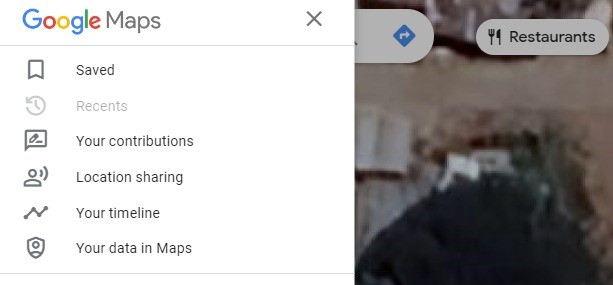 Google Maps
Restaurants
Saved
Recents
Your contributions
Location sharing
Your timeline
Your data in Maps